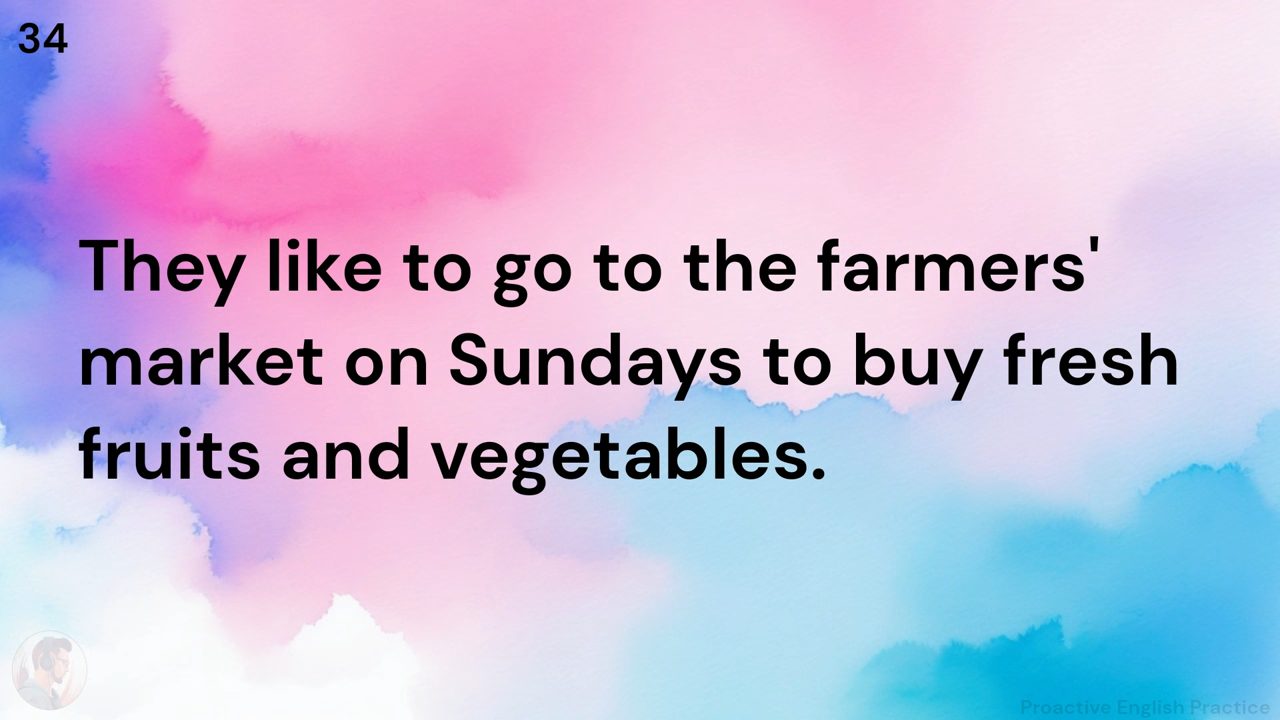 34
They like to go to the farmers'
market on Sundays to buy fresh
fruits and vegetables.
Proactive English Practice